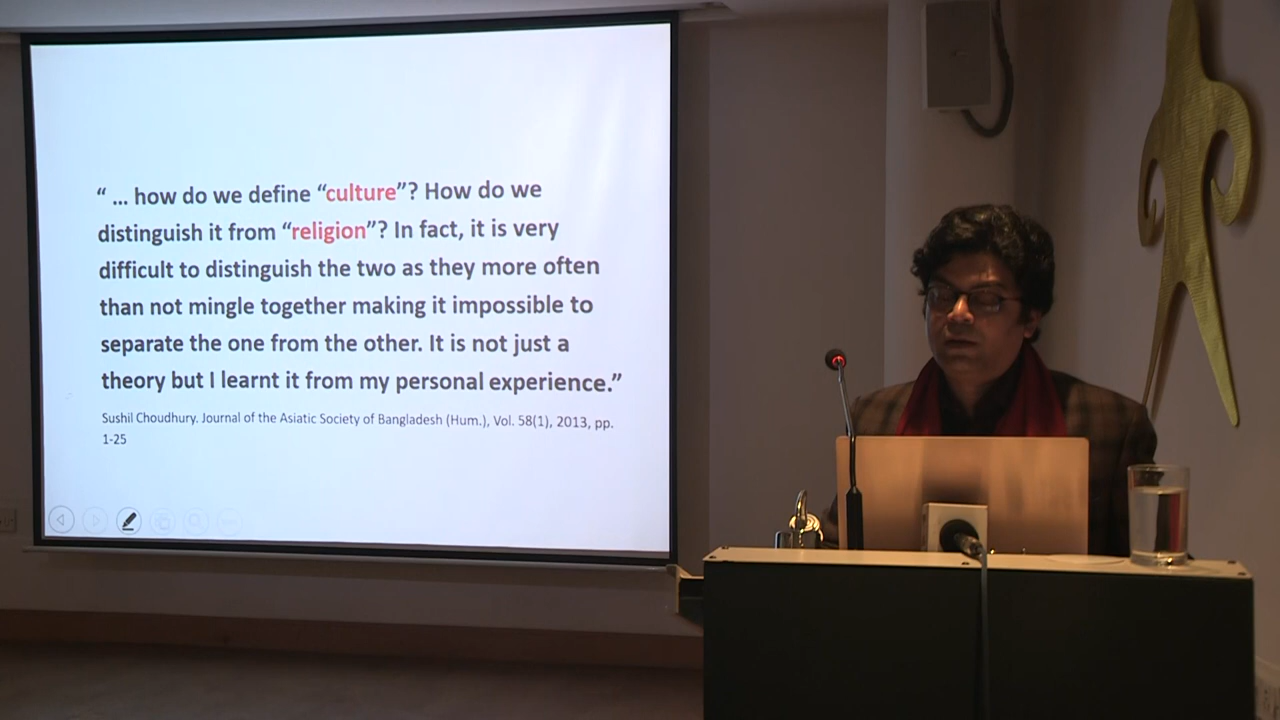 “ ... how do we define “culture”? How do we
distinguish it from “religion”? In fact, it is very
difficult to distinguish the two as they more often
than not mingle together making it impossible to
separate the one from the other. It is not just a
theory but I learnt it from my personal experience.”
Sushil Choudhury. Journal of the Asiatic Society of Bangladesh (Hum.), Vol. 58(1), 2013, pp.
1-25